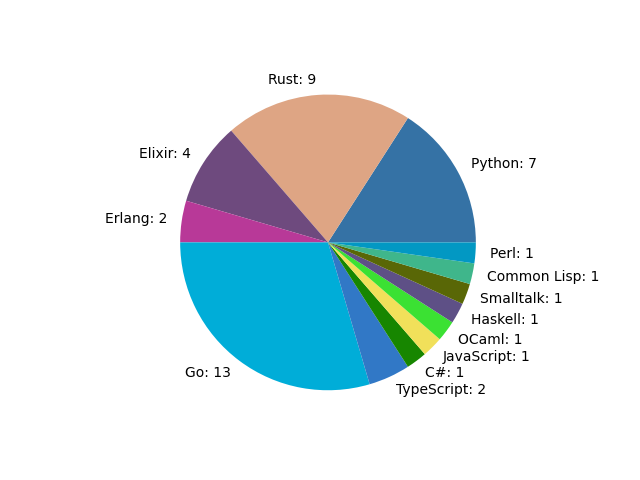 Rust: 9
Elixir: 4
Python: 7
Erlang: 2
Perl: 1
Common Lisp: 1
Smalltalk: 1
Haskell: 1
OCaml: 1
JavaScript: 1
Go: 13
C#: 1
TypeScript: 2